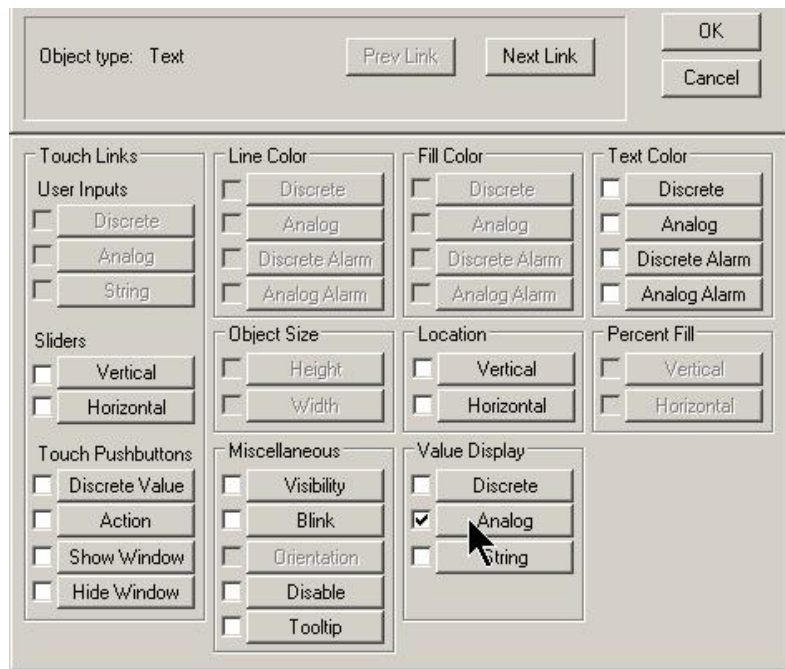 Object type: Text
Prev Link
Next Link
OK
Cancel
Touch Links
User Inputs
Discrete
Analog
String
Sliders
Vertical
Horizontal
Touch Pushbuttons
Discrete Value
Action
Show Window
Hide Window
Line Color
Discrete
Analog
Discrete Alarm
Analog Alarm
Fill Color
Discrete
Analog
Discrete Alarm
Analog Alarm
Text Color
Discrete
Analog
Discrete Alarm
Analog Alarm
Object Size
Height
Width
Location
Vertical
Horizontal
Percent Fill
Vertical
Horizontal
Miscellaneous
Visibility
Blink
Orientation
Disable
Tooltip
Value Display
Discrete
Analog
String